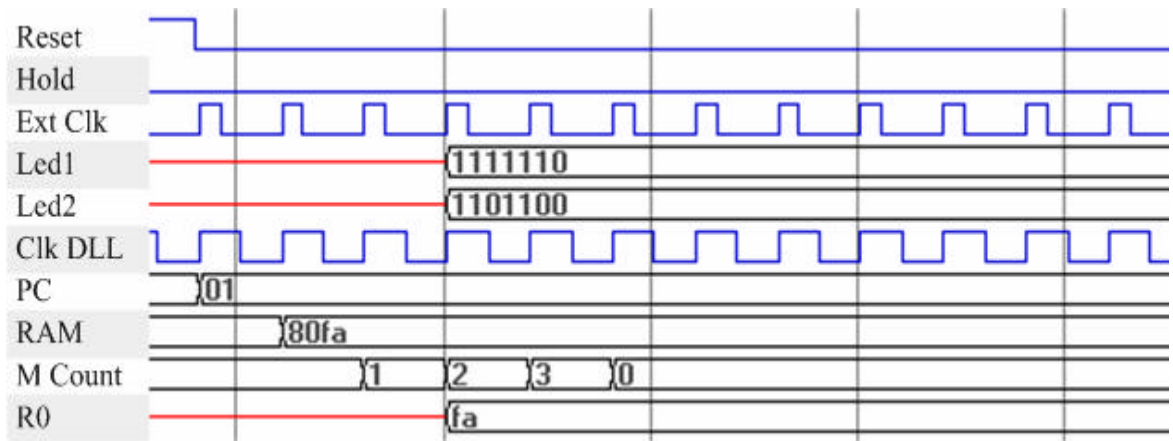 Reset
Hold
Ext Clk
Led1 1111110
Led2 1101100
Clk DLL
PC 01
RAM 80fa
M Count 1 2 3 0
R0 fa